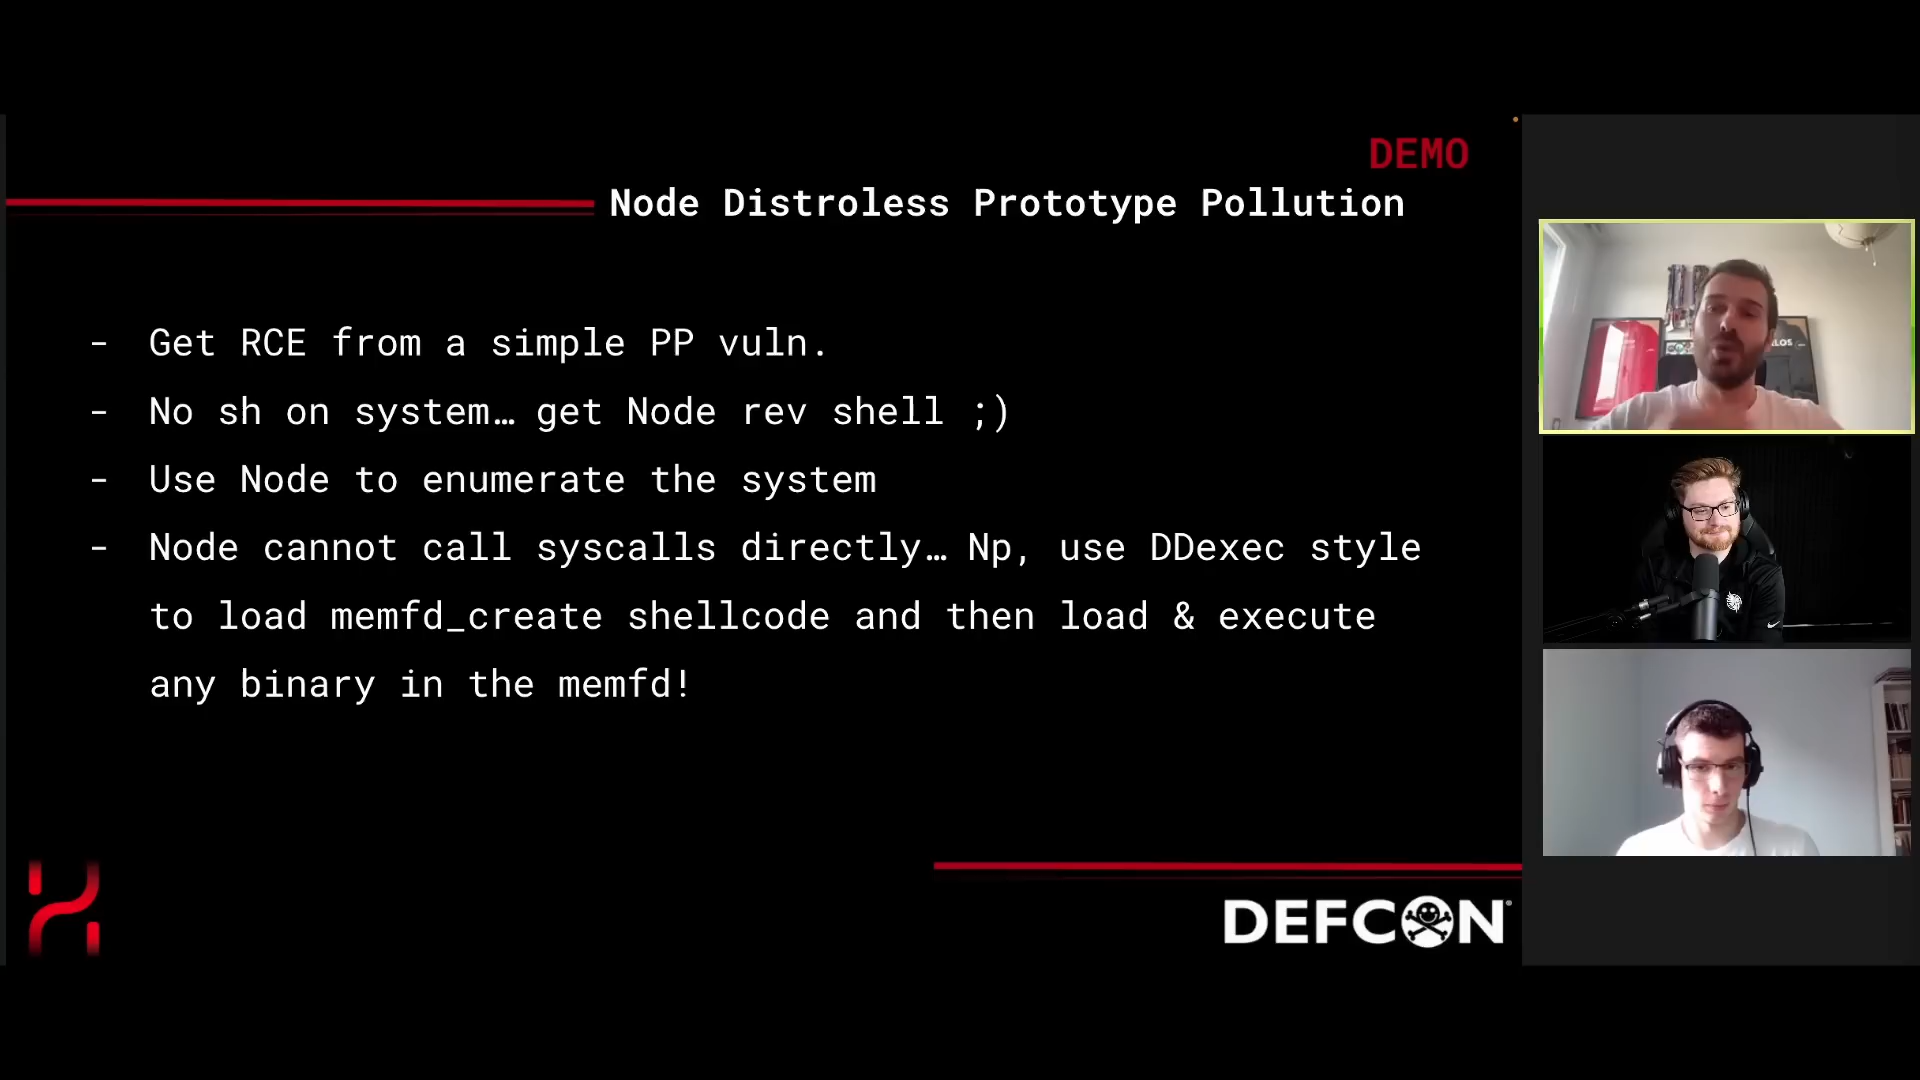 DEMO
Node Distroless Prototype Pollution
- Get RCE from a simple PP vuln.
- No sh on system… get Node rev shell ;)
- Use Node to enumerate the system
- Node cannot call syscalls directly… Np, use DDexec style
to load memfd_create shellcode and then load & execute
any binary in the memfd!
DEFCON